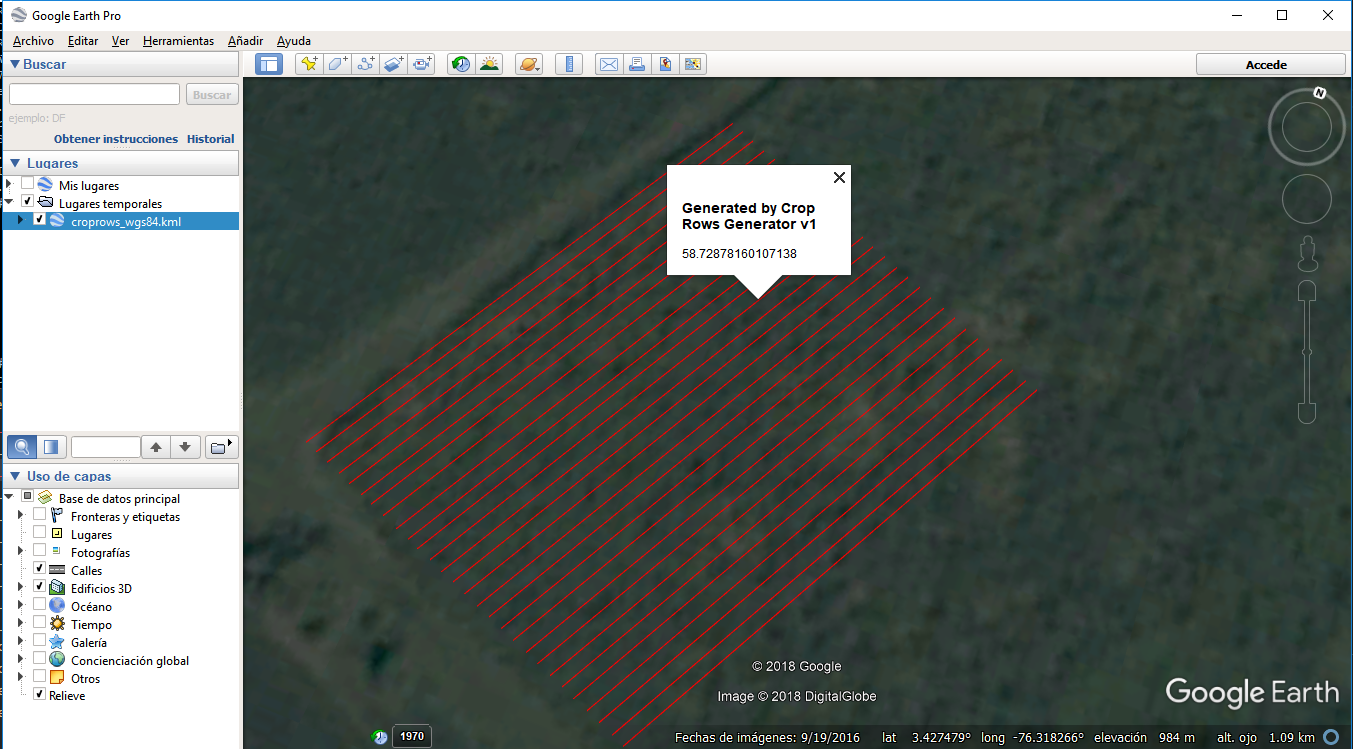 Google Earth Pro
Archivo Editar Ver Herramientas Añadir Ayuda
Buscar
Accede
Buscar
ejemplo: DF
Obtener instrucciones Historial
Lugares
Mis lugares
Lugares temporales
croprows_wgs84.kml
N
Generated by Crop
Rows Generator v1
58.72878160107138
Uso de capas
Base de datos principal
Fronteras y etiquetas
Lugares
Fotografías
Calles
Edificios 3D
Océano
Tiempo
Galería
Concienciación global
Otros
Relieve
© 2018 Google
Image © 2018 DigitalGlobe
Google Earth
1970
Fechas de imágenes: 9/19/2016 lat 3.427479° long -76.318266° elevación 984 m alt. ojo 1.09 km